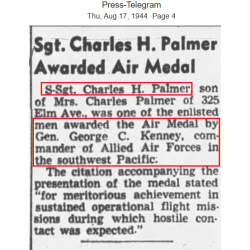 Press-Telegram
Thu, Aug 17, 1944 · Page 4
Sgt. Charles H. Palmer
Awarded Air Medal
S-Sgt. Charles H. Palmer, son
of Mrs. Charles Palmer of 325
Elm Ave., was one of the enlisted
men awarded the Air Medal by
Gen. George C. Kenney, com-
mander of Allied Air Forces in
the southwest Pacific.
The citation accompanying the
presentation of the medal stated
"for meritorious achievement in
sustained operational flight mis-
sions during which hostile con-
tact was expected."